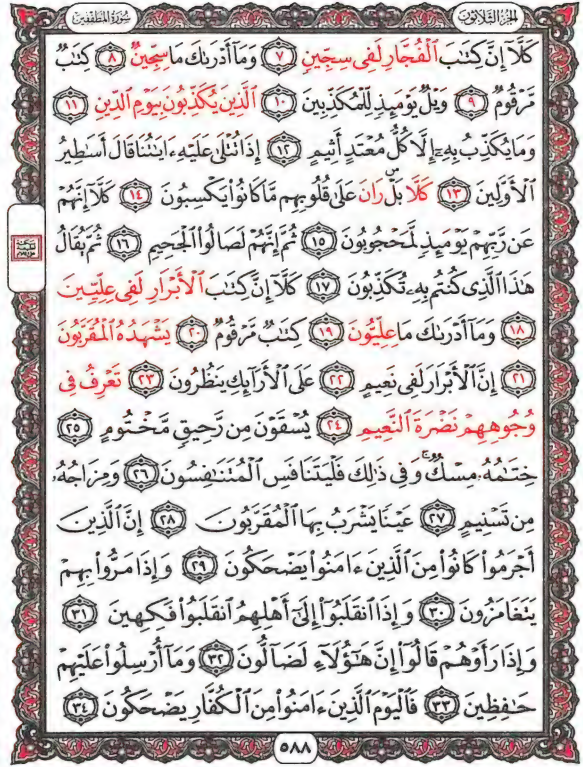 الجزء الثلاثون
سورة المطففين
كَلَّا إِنَّ كِتَٰبَ ٱلْفُجَّارِ لَفِى سِجِّينٍ ٧ وَمَآ أَدْرَىٰكَ مَا سِجِّينٌ ٨ كِتَٰبٌ
مَّرْقُومٌ ٩ وَيْلٌ يَوْمَئِذٍ لِّلْمُكَذِّبِينَ ١٠ ٱلَّذِينَ يُكَذِّبُونَ بِيَوْمِ ٱلدِّينِ ١١
وَمَا يُكَذِّبُ بِهِۦٓ إِلَّا كُلُّ مُعْتَدٍ أَثِيمٍ ١٢ إِذَا تُتْلَىٰ عَلَيْهِ ءَايَٰتُنَا قَالَ أَسَٰطِيرُ
ٱلْأَوَّلِينَ ١٣ كَلَّا بَلْ ۜ رَانَ عَلَىٰ قُلُوبِهِم مَّا كَانُوا۟ يَكْسِبُونَ ١٤ كَلَّآ إِنَّهُمْ
عَن رَّبِّهِمْ يَوْمَئِذٍ لَّمَحْجُوبُونَ ١٥ ثُمَّ إِنَّهُمْ لَصَالُوا۟ ٱلْجَحِيمِ ١٦ ثُمَّ يُقَالُ
هَٰذَا ٱلَّذِى كُنتُم بِهِۦ تُكَذِّبُونَ ١٧ كَلَّآ إِنَّ كِتَٰبَ ٱلْأَبْرَارِ لَفِى عِلِّيِّينَ
١٨ وَمَآ أَدْرَىٰكَ مَا عِلِّيُّونَ ١٩ كِتَٰبٌ مَّرْقُومٌ ٢٠ يَشْهَدُهُ ٱلْمُقَرَّبُونَ
٢١ إِنَّ ٱلْأَبْرَارَ لَفِى نَعِيمٍ ٢٢ عَلَى ٱلْأَرَآئِكِ يَنظُرُونَ ٢٣ تَعْرِفُ فِى
وُجُوهِهِمْ نَضْرَةَ ٱلنَّعِيمِ ٢٤ يُسْقَوْنَ مِن رَّحِيقٍ مَّخْتُومٍ ٢٥
خِتَٰمُهُۥ مِسْكٌ ۚ وَفِى ذَٰلِكَ فَلْيَتَنَافَسِ ٱلْمُتَنَٰفِسُونَ ٢٦ وَمِزَاجُهُۥ
مِن تَسْنِيمٍ ٢٧ عَيْنًا يَشْرَبُ بِهَا ٱلْمُقَرَّبُونَ ٢٨ إِنَّ ٱلَّذِينَ
أَجْرَمُوا۟ كَانُوا۟ مِنَ ٱلَّذِينَ ءَامَنُوا۟ يَضْحَكُونَ ٢٩ وَإِذَا مَرُّوا۟ بِهِمْ
يَتَغَامَزُونَ ٣٠ وَإِذَا ٱنقَلَبُوٓا۟ إِلَىٰٓ أَهْلِهِمُ ٱنقَلَبُوا۟ فَكِهِينَ ٣١
وَإِذَا رَأَوْهُمْ قَالُوٓا۟ إِنَّ هَٰٓؤُلَآءِ لَضَآلُّونَ ٣٢ وَمَآ أُرْسِلُوا۟ عَلَيْهِمْ
حَٰفِظِينَ ٣٣ فَٱلْيَوْمَ ٱلَّذِينَ ءَامَنُوا۟ مِنَ ٱلْكُفَّارِ يَضْحَكُونَ ٣٤
٥٨٨